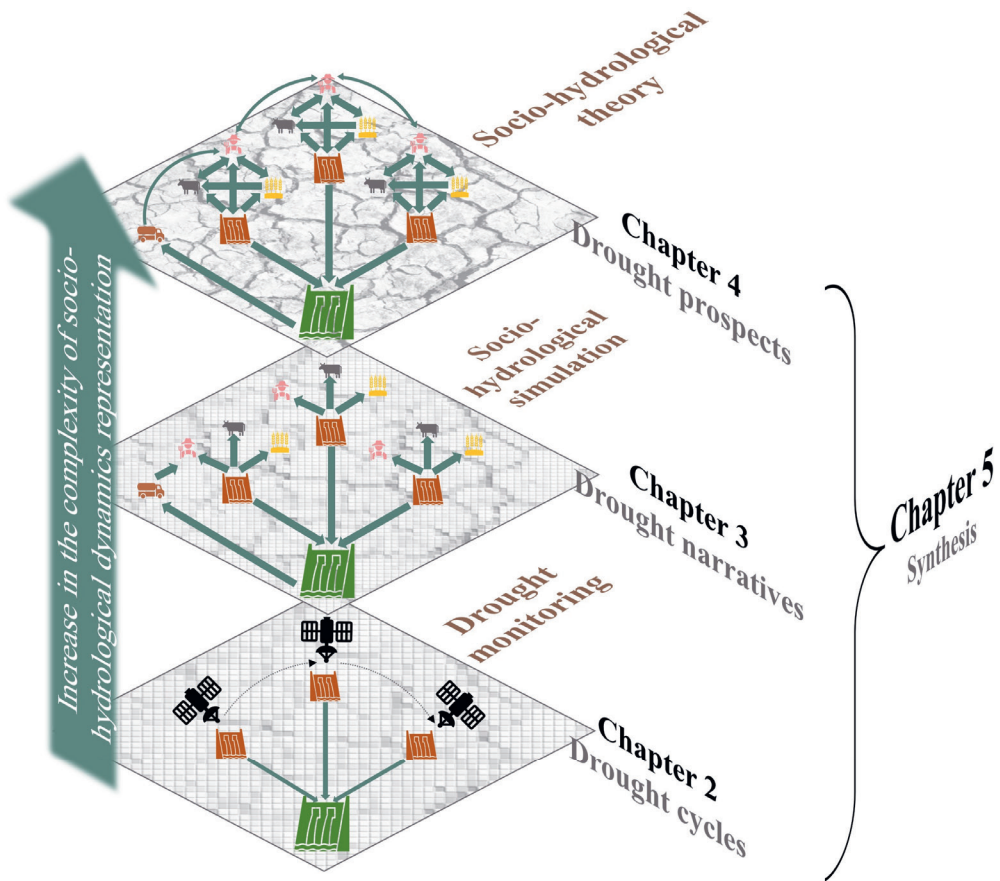 Socio-hydrological
theory
Chapter 4
Drought prospects
Socio-
hydrological
simulation
Chapter 3
Drought narratives
Drought
monitoring
Chapter 2
Drought cycles
Chapter 5
Synthesis
Increase in the complexity of socio-
hydrological dynamics representation